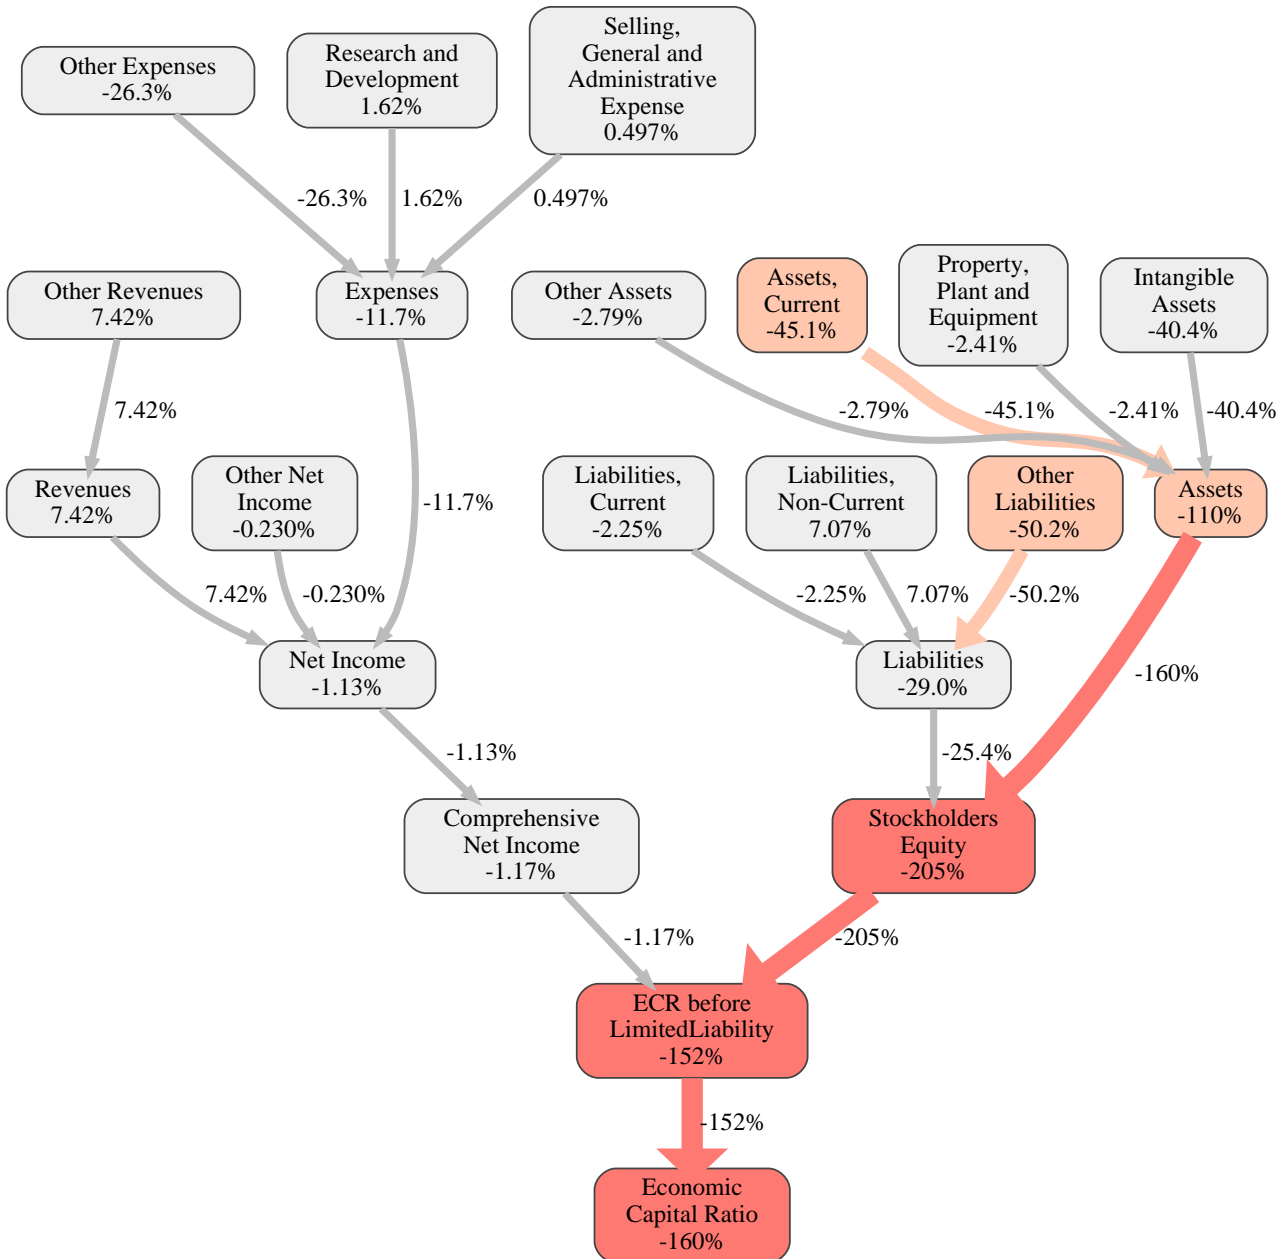 Other Expenses
-26.3%
Research and
Development
1.62%
Selling,
General and
Administrative
Expense
0.497%
-26.3%
1.62%
0.497%
Other Revenues
7.42%
Expenses
-11.7%
Other Assets
-2.79%
Assets,
Current
-45.1%
Property,
Plant and
Equipment
-2.41%
Intangible
Assets
-40.4%
7.42%
-2.79%
-45.1%
-2.41%
-40.4%
Revenues
7.42%
Other Net
Income
-0.230%
-11.7%
Liabilities,
Current
-2.25%
Liabilities,
Non-Current
7.07%
Other
Liabilities
-50.2%
Assets
-110%
7.42%
-0.230%
-2.25%
7.07%
-50.2%
Net Income
-1.13%
Liabilities
-29.0%
-160%
-1.13%
-25.4%
Comprehensive
Net Income
-1.17%
Stockholders
Equity
-205%
-1.17%
-205%
ECR before
LimitedLiability
-152%
-152%
Economic
Capital Ratio
-160%